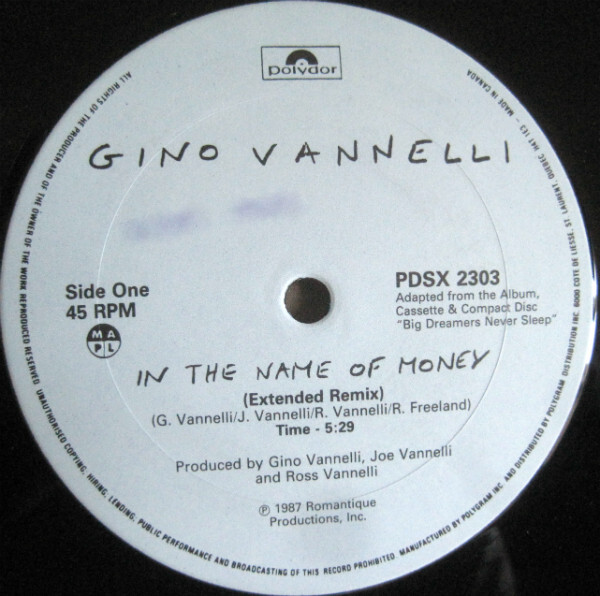 polydor
GINO VANNELLI
Side One
45 RPM
MAPL
PDSX 2303
Adapted from the Album,
Cassette & Compact Disc
"Big Dreamers Never Sleep"
IN THE NAME OF MONEY
(Extended Remix)
(G. Vannelli/J. Vannelli/R. Vannelli/R. Freeland)
Time - 5:29
Produced by Gino Vannelli, Joe Vannelli
and Ross Vannelli
℗ 1987 Romantique
Productions, Inc.
ALL RIGHTS OF THE PRODUCER AND OF THE OWNER OF THE WORK REPRODUCED RESERVED. UNAUTHORISED COPYING, HIRING, LENDING, PUBLIC PERFORMANCE AND BROADCASTING OF THIS RECORD PROHIBITED. MANUFACTURED BY POLYGRAM INC. AND DISTRIBUTED BY POLYGRAM DISTRIBUTION INC. 6000 COTE DE LIESSE, ST. LAURENT, QUEBEC H4T 1E3 - MADE IN CANADA